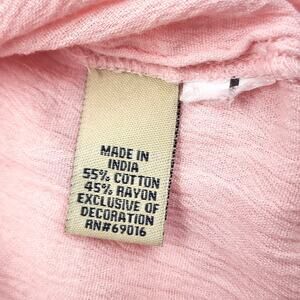 MADE IN
INDIA
55% COTTON
45% RAYON
EXCLUSIVE OF
DECORATION
RN#69016